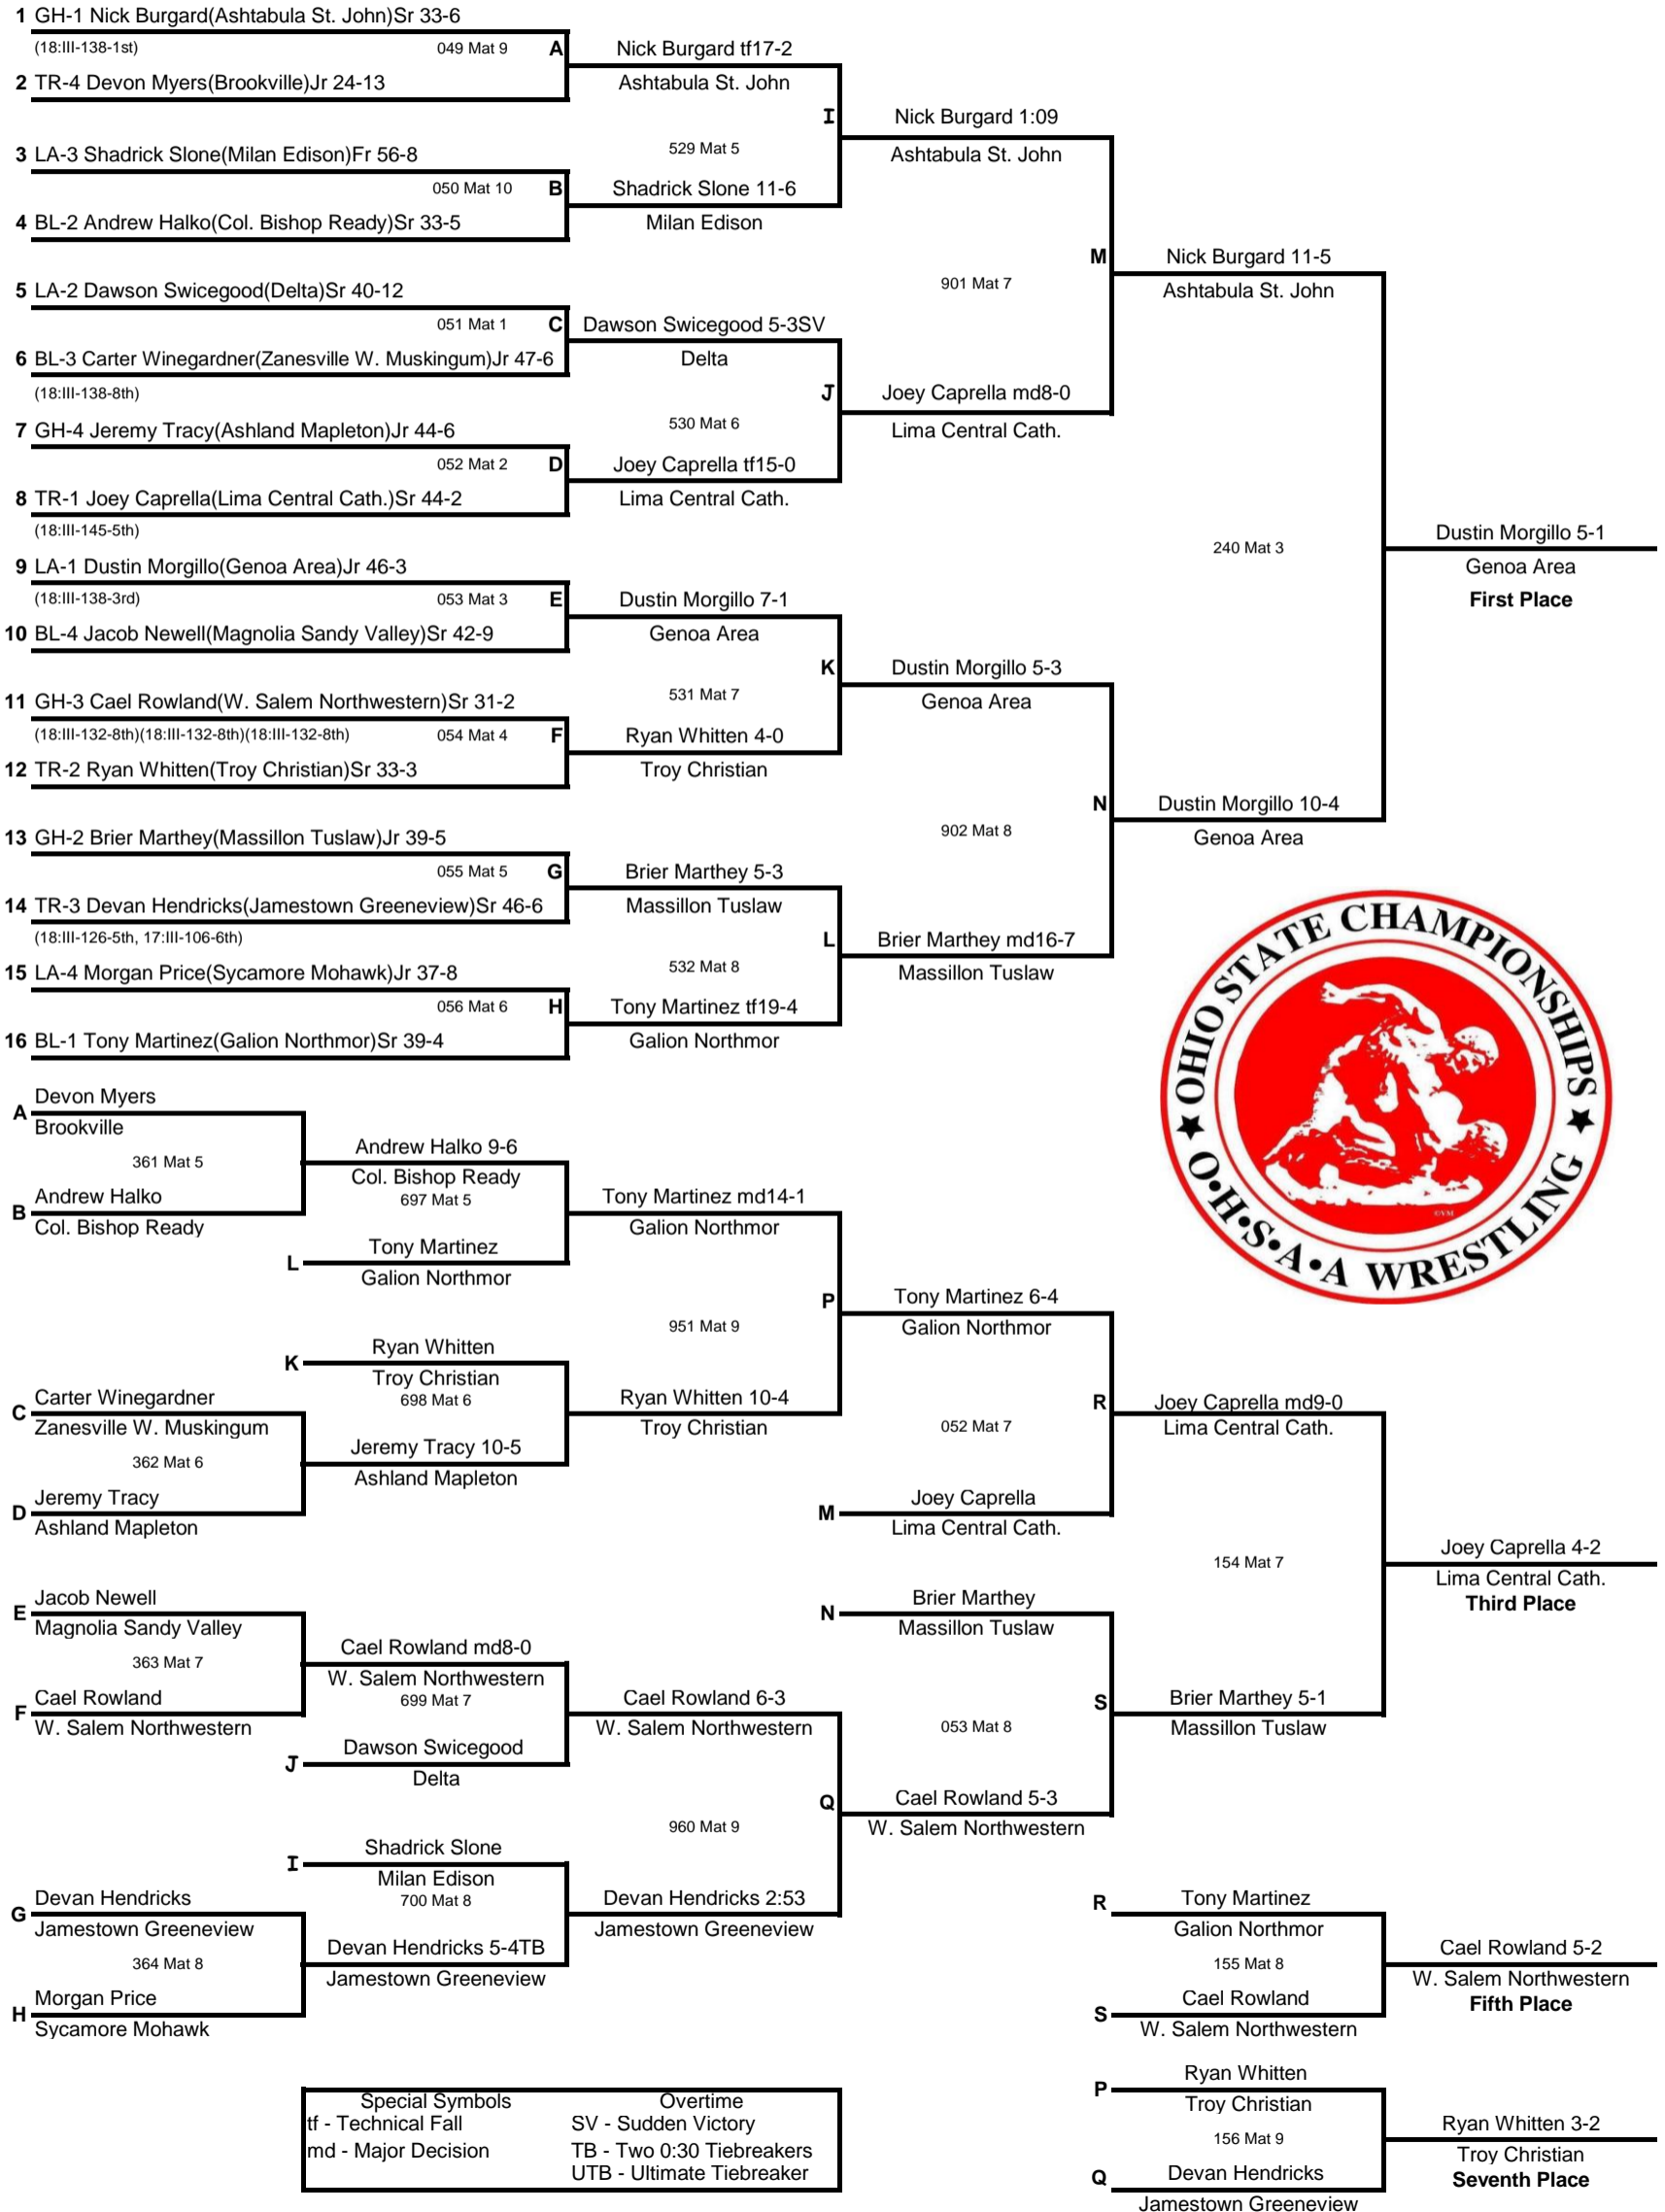 1 GH-1 Nick Burgard(Ashtabula St. John)Sr 33-6
(18:III-138-1st) 049 Mat 9 A
2 TR-4 Devon Myers(Brookville)Jr 24-13
3 LA-3 Shadrick Slone(Milan Edison)Fr 56-8
050 Mat 10 B
4 BL-2 Andrew Halko(Col. Bishop Ready)Sr 33-5
5 LA-2 Dawson Swicegood(Delta)Sr 40-12
051 Mat 1 C
6 BL-3 Carter Winegardner(Zanesville W. Muskingum)Jr 47-6
(18:III-138-8th)
7 GH-4 Jeremy Tracy(Ashland Mapleton)Jr 44-6
052 Mat 2 D
8 TR-1 Joey Caprella(Lima Central Cath.)Sr 44-2
(18:III-145-5th)
9 LA-1 Dustin Morgillo(Genoa Area)Jr 46-3
(18:III-138-3rd) 053 Mat 3 E
10 BL-4 Jacob Newell(Magnolia Sandy Valley)Sr 42-9
11 GH-3 Cael Rowland(W. Salem Northwestern)Sr 31-2
(18:III-132-8th)(18:III-132-8th)(18:III-132-8th) 054 Mat 4 F
12 TR-2 Ryan Whitten(Troy Christian)Sr 33-3
13 GH-2 Brier Marthey(Massillon Tuslaw)Jr 39-5
055 Mat 5 G
14 TR-3 Devan Hendricks(Jamestown Greeneview)Sr 46-6
(18:III-126-5th, 17:III-106-6th)
15 LA-4 Morgan Price(Sycamore Mohawk)Jr 37-8
056 Mat 6 H
16 BL-1 Tony Martinez(Galion Northmor)Sr 39-4
Nick Burgard tf17-2
Ashtabula St. John
I
529 Mat 5
Shadrick Slone 11-6
Milan Edison
Dawson Swicegood 5-3SV
Delta
J
530 Mat 6
Joey Caprella tf15-0
Lima Central Cath.
Dustin Morgillo 7-1
Genoa Area
K
531 Mat 7
Ryan Whitten 4-0
Troy Christian
Brier Marthey 5-3
Massillon Tuslaw
L
532 Mat 8
Tony Martinez tf19-4
Galion Northmor
Nick Burgard 1:09
Ashtabula St. John
M
901 Mat 7
Joey Caprella md8-0
Lima Central Cath.
Dustin Morgillo 5-3
Genoa Area
N
902 Mat 8
Brier Marthey md16-7
Massillon Tuslaw
Nick Burgard 11-5
Ashtabula St. John
240 Mat 3
Dustin Morgillo 10-4
Genoa Area
Dustin Morgillo 5-1
Genoa Area
First Place
★ OHIO STATE CHAMPIONSHIPS ★
O•H•S•A•A WRESTLING
©VM
A Devon Myers
Brookville
361 Mat 5
B Andrew Halko
Col. Bishop Ready
C Carter Winegardner
Zanesville W. Muskingum
362 Mat 6
D Jeremy Tracy
Ashland Mapleton
E Jacob Newell
Magnolia Sandy Valley
363 Mat 7
F Cael Rowland
W. Salem Northwestern
G Devan Hendricks
Jamestown Greeneview
364 Mat 8
H Morgan Price
Sycamore Mohawk
Andrew Halko 9-6
Col. Bishop Ready
697 Mat 5
L Tony Martinez
Galion Northmor
K Ryan Whitten
Troy Christian
698 Mat 6
Jeremy Tracy 10-5
Ashland Mapleton
Cael Rowland md8-0
W. Salem Northwestern
699 Mat 7
J Dawson Swicegood
Delta
I Shadrick Slone
Milan Edison
700 Mat 8
Devan Hendricks 5-4TB
Jamestown Greeneview
Tony Martinez md14-1
Galion Northmor
P
951 Mat 9
Ryan Whitten 10-4
Troy Christian
Cael Rowland 6-3
W. Salem Northwestern
Q
960 Mat 9
Devan Hendricks 2:53
Jamestown Greeneview
Tony Martinez 6-4
Galion Northmor
R
052 Mat 7
M Joey Caprella
Lima Central Cath.
N Brier Marthey
Massillon Tuslaw
S
053 Mat 8
Cael Rowland 5-3
W. Salem Northwestern
Joey Caprella md9-0
Lima Central Cath.
154 Mat 7
Brier Marthey 5-1
Massillon Tuslaw
Joey Caprella 4-2
Lima Central Cath.
Third Place
R Tony Martinez
Galion Northmor
155 Mat 8
S Cael Rowland
W. Salem Northwestern
Cael Rowland 5-2
W. Salem Northwestern
Fifth Place
P Ryan Whitten
Troy Christian
156 Mat 9
Q Devan Hendricks
Jamestown Greeneview
Ryan Whitten 3-2
Troy Christian
Seventh Place
Special Symbols Overtime
tf - Technical Fall SV - Sudden Victory
md - Major Decision TB - Two 0:30 Tiebreakers
UTB - Ultimate Tiebreaker